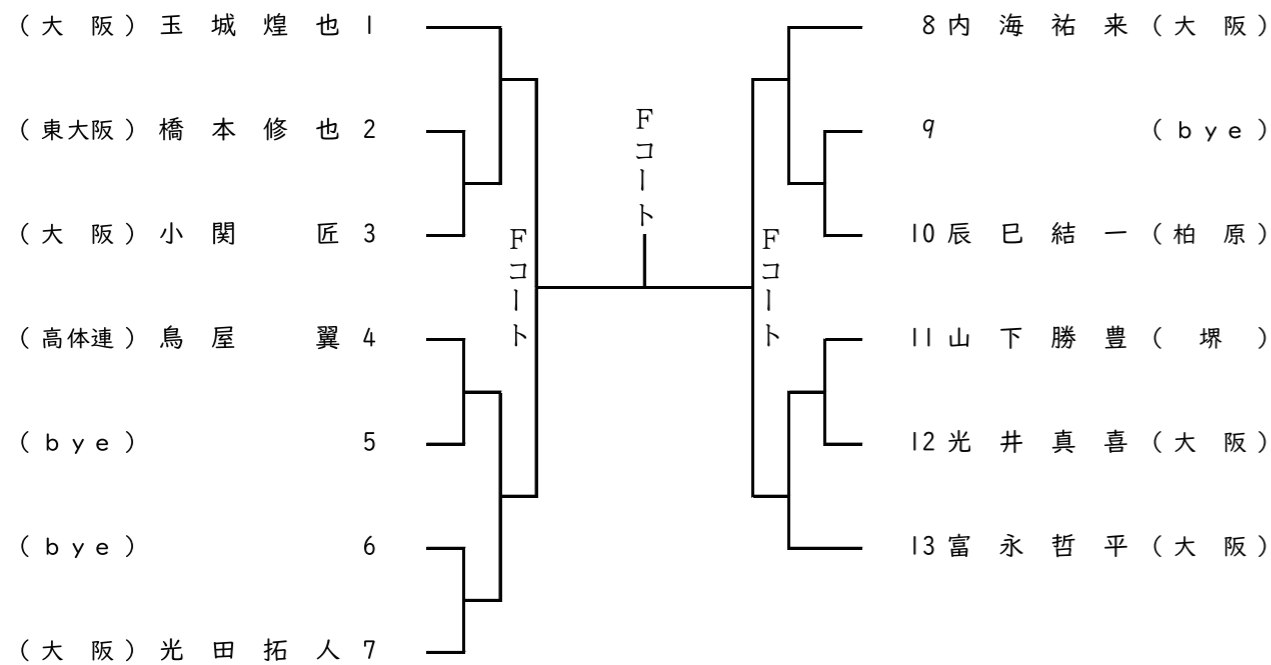 (大 阪) 玉 城 煌 也 1
(東大阪) 橋 本 修 也 2
(大 阪) 小 関 匠 3
(高体連) 鳥 屋 翼 4
(bye) 5
(bye) 6
(大 阪) 光 田 拓 人 7
Fコート
Fコート
Fコート
8 内 海 祐 来 (大 阪)
9 (bye)
10 辰 巳 結 一 (柏 原)
11 山 下 勝 豊 (堺)
12 光 井 真 喜 (大 阪)
13 富 永 哲 平 (大 阪)